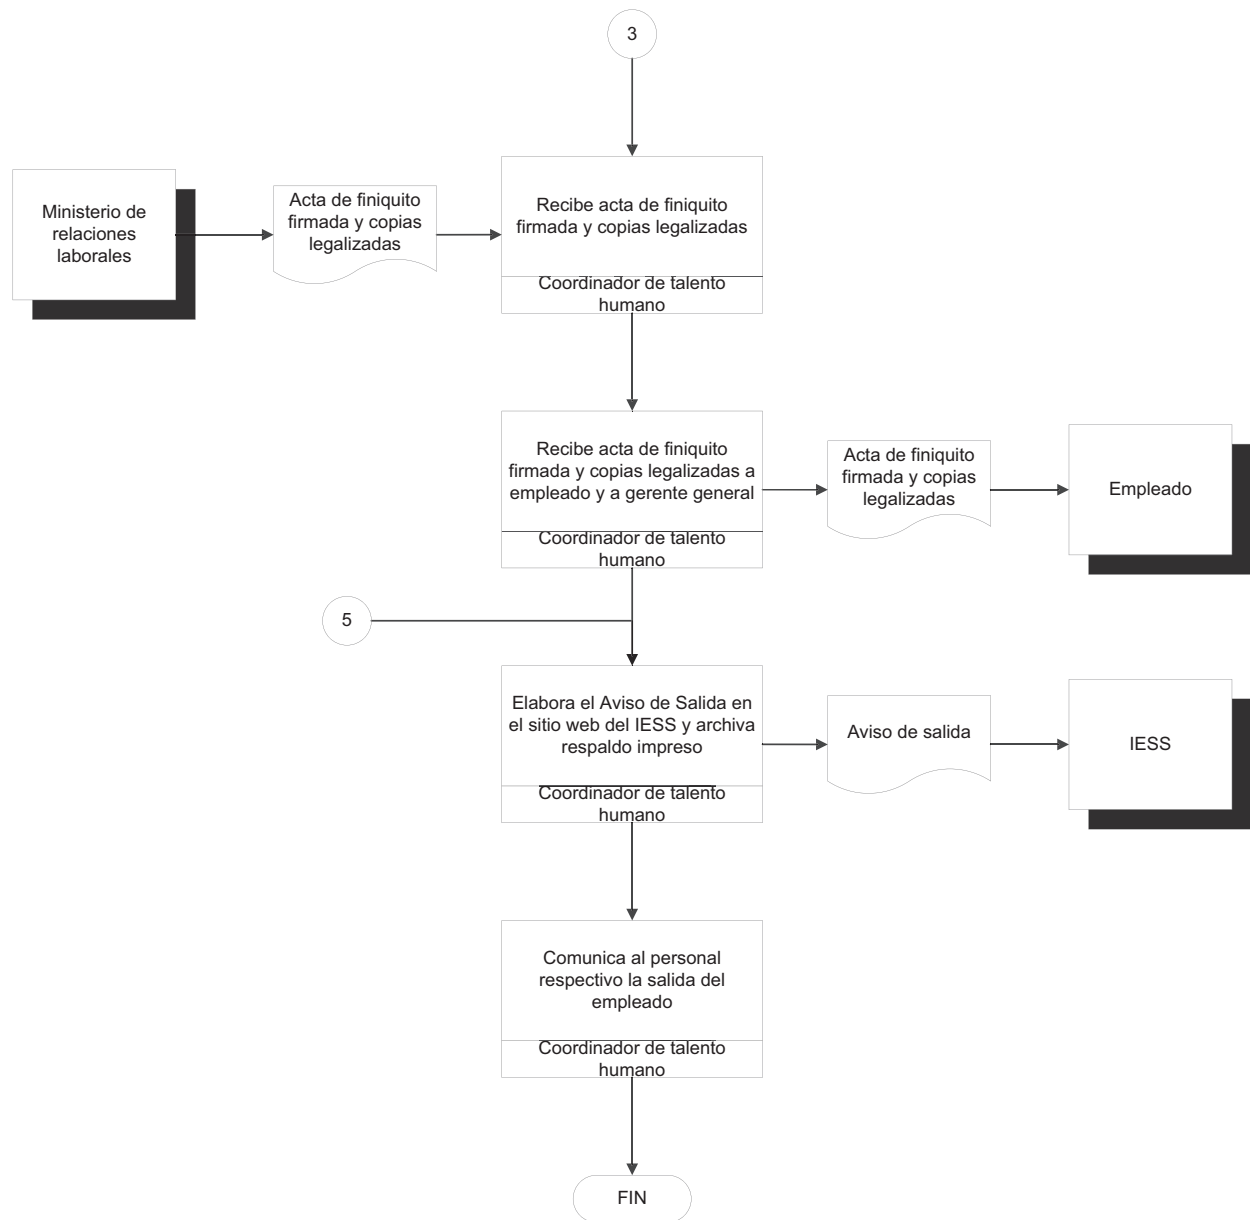 3
Ministerio de
relaciones
laborales
Acta de finiquito
firmada y copias
legalizadas
Recibe acta de finiquito
firmada y copias legalizadas
Coordinador de talento
humano
Recibe acta de finiquito
firmada y copias legalizadas a
empleado y a gerente general
Coordinador de talento
humano
Acta de finiquito
firmada y copias
legalizadas
Empleado
5
Elabora el Aviso de Salida en
el sitio web del IESS y archiva
respaldo impreso
Coordinador de talento
humano
Aviso de salida
IESS
Comunica al personal
respectivo la salida del
empleado
Coordinador de talento
humano
FIN